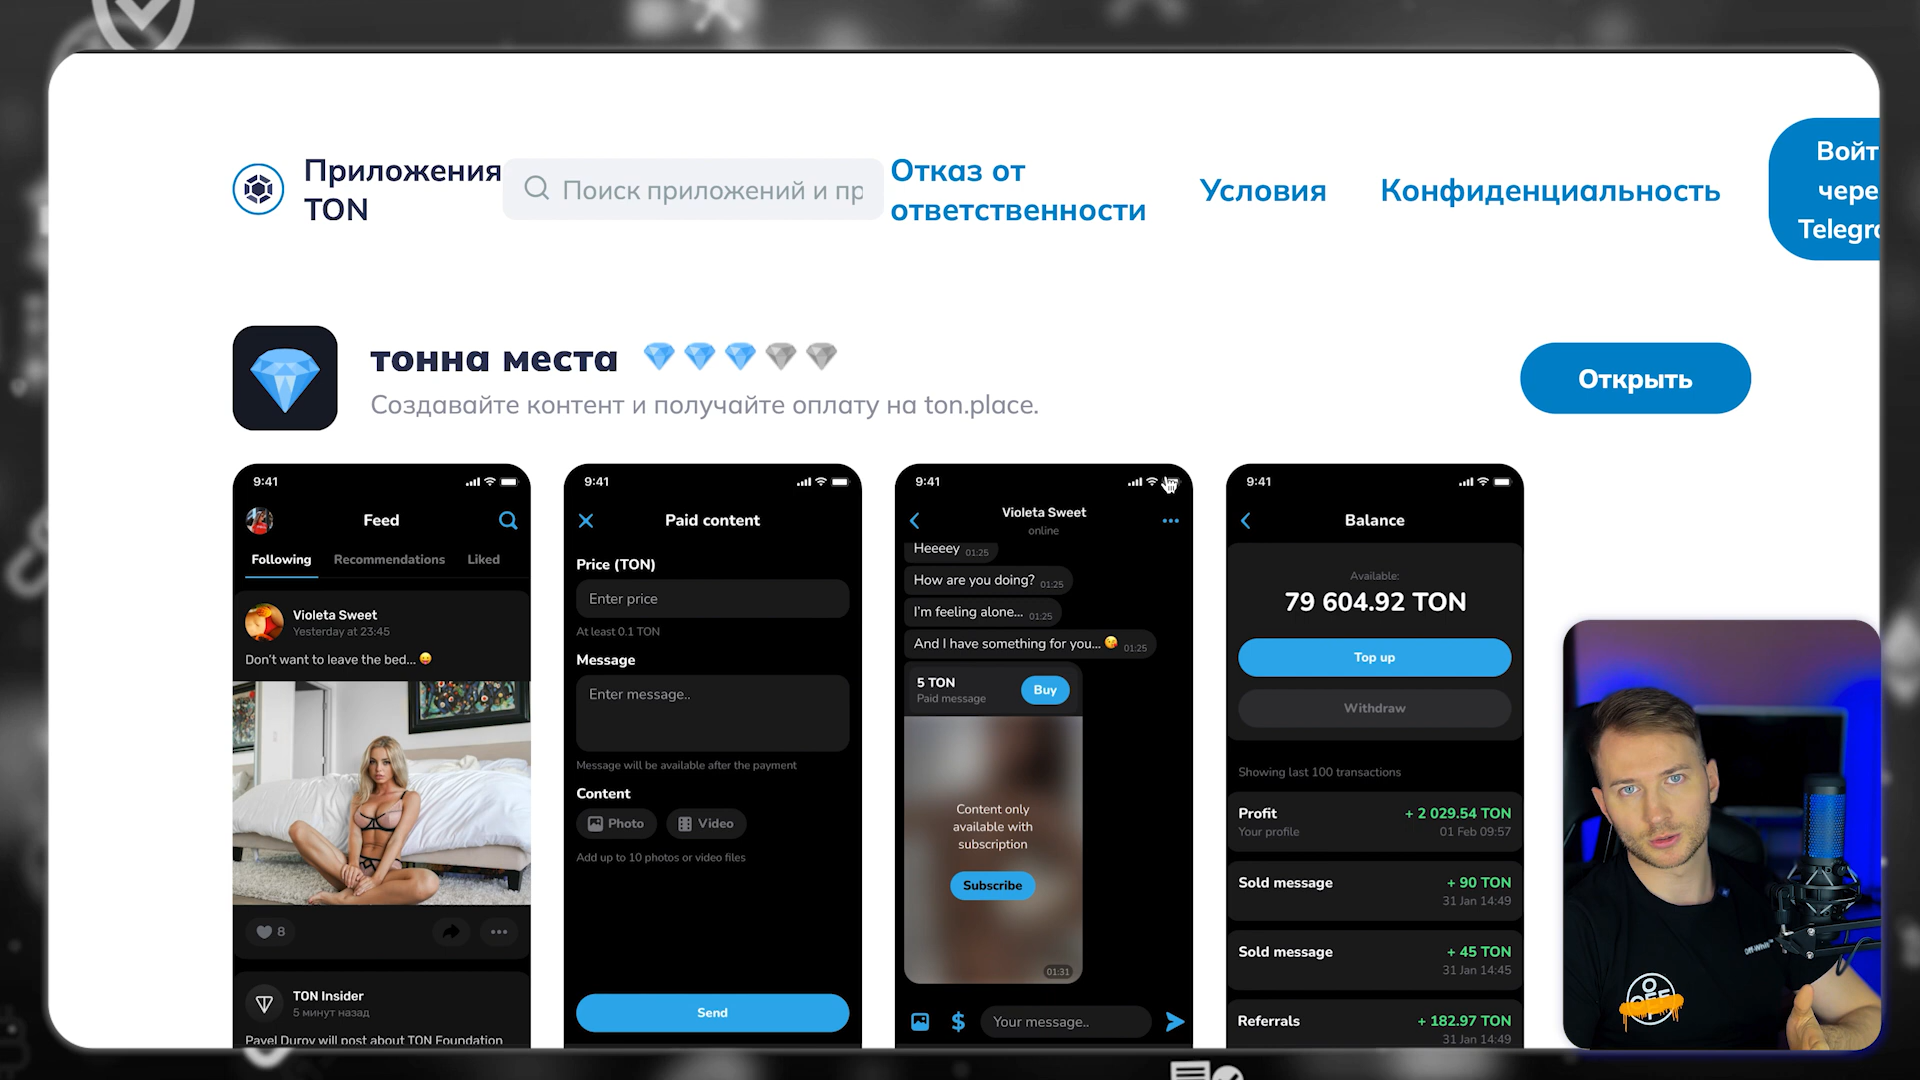 Приложения
TON
Поиск приложений и пр
Отказ от
ответственности
Условия
Конфиденциальность
Войт
чере
Telegr
тонна места
Создавайте контент и получайте оплату на ton.place.
Открыть
9:41
Feed
Following Recommendations Liked
Violeta Sweet
Yesterday at 23:45
Don't want to leave the bed...
8
TON Insider
5 минут назад
Pavel Durov will post about TON Foundation
9:41
Paid content
Price (TON)
Enter price
At least 0.1 TON
Message
Enter message..
Message will be available after the payment
Content
Photo Video
Add up to 10 photos or video files
Send
9:41
Violeta Sweet
online
Heeeey 01:25
How are you doing? 01:25
I'm feeling alone... 01:25
And I have something for you... 01:25
5 TON
Paid message
Buy
Content only
available with
subscription
Subscribe
01:31
Your message..
9:41
Balance
Available:
79 604.92 TON
Top up
Withdraw
Showing last 100 transactions
Profit + 2 029.54 TON
Your profile 01 Feb 09:57
Sold message + 90 TON
31 Jan 14:49
Sold message + 45 TON
31 Jan 14:45
Referrals + 182.97 TON
31 Jan 14:49
Off-White